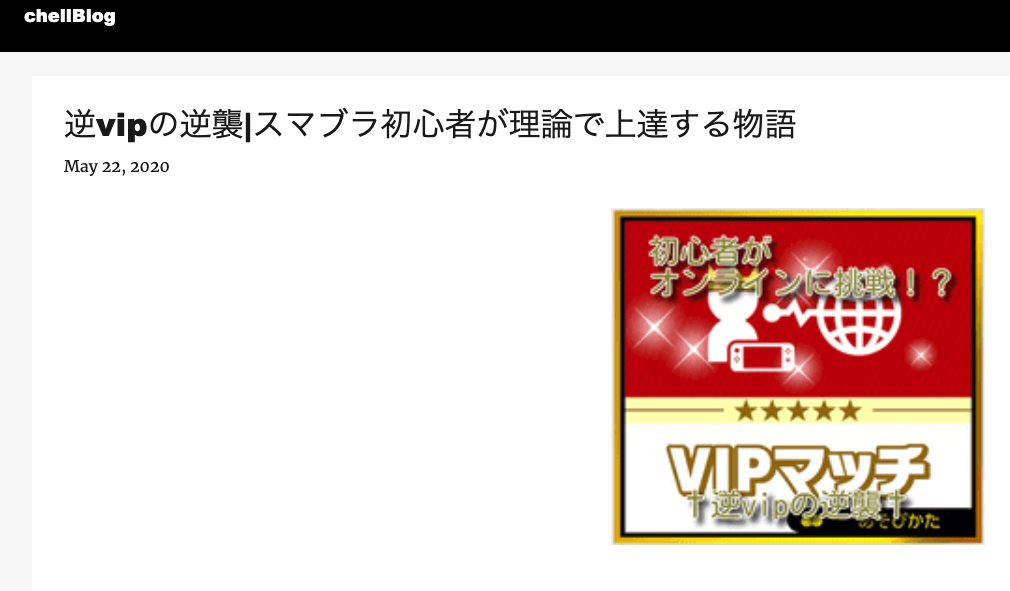 chellBlog
逆vipの逆襲|スマブラ初心者が理論で上達する物語
May 22, 2020
初心者が
オンラインに挑戦！？
VIPマッチ
†逆vipの逆襲†
あそびかた